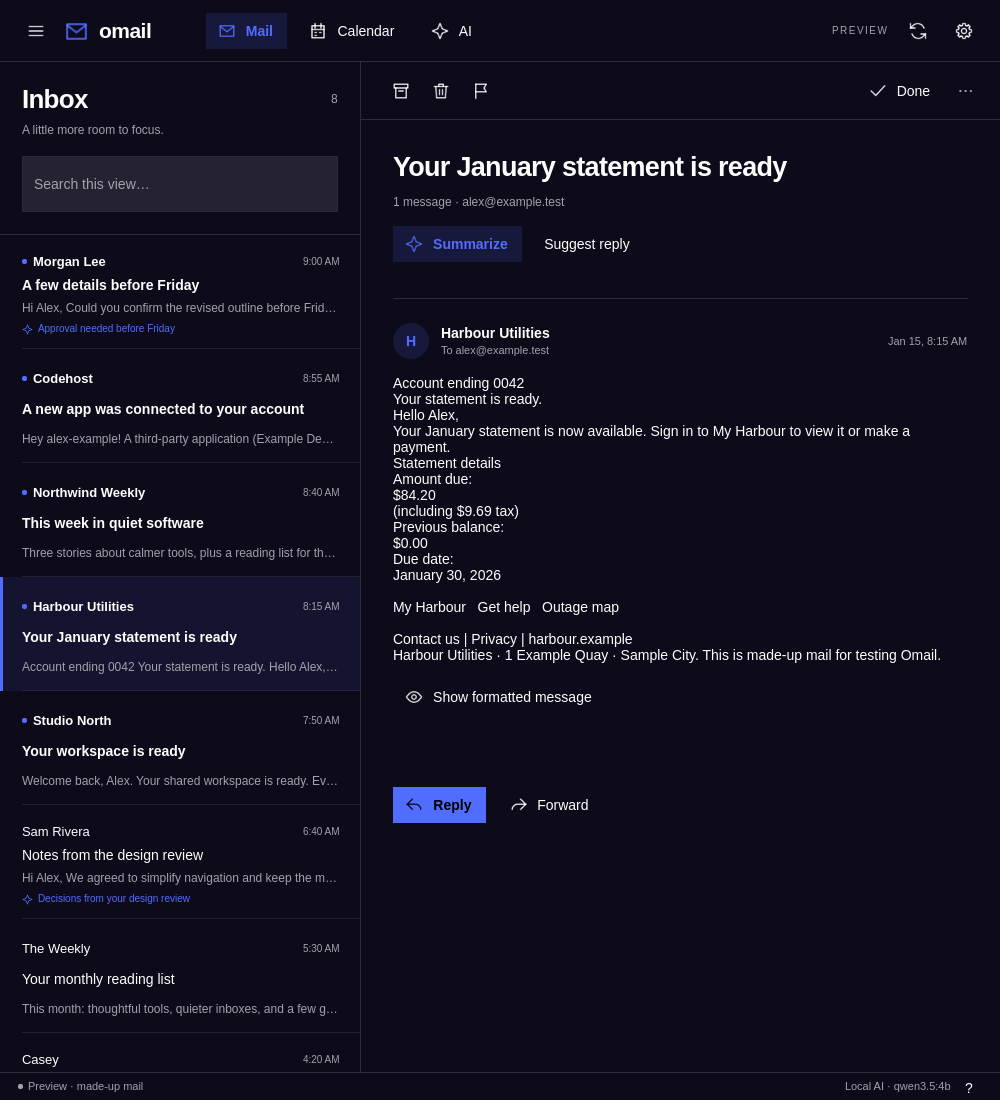 omail
Mail
Calendar
AI
PREVIEW
Inbox
8
A little more room to focus.
Search this view…
Morgan Lee
9:00 AM
A few details before Friday
Hi Alex, Could you confirm the revised outline before Frid…
Approval needed before Friday
Codehost
8:55 AM
A new app was connected to your account
Hey alex-example! A third-party application (Example De…
Northwind Weekly
8:40 AM
This week in quiet software
Three stories about calmer tools, plus a reading list for th…
Harbour Utilities
8:15 AM
Your January statement is ready
Account ending 0042 Your statement is ready. Hello Alex,…
Studio North
7:50 AM
Your workspace is ready
Welcome back, Alex. Your shared workspace is ready. Ev…
Sam Rivera
6:40 AM
Notes from the design review
Hi Alex, We agreed to simplify navigation and keep the m…
Decisions from your design review
The Weekly
5:30 AM
Your monthly reading list
This month: thoughtful tools, quieter inboxes, and a few g…
Casey
4:20 AM
Done
Your January statement is ready
1 message · alex@example.test
Summarize
Suggest reply
H
Harbour Utilities
To alex@example.test
Jan 15, 8:15 AM
Account ending 0042
Your statement is ready.
Hello Alex,
Your January statement is now available. Sign in to My Harbour to view it or make a
payment.
Statement details
Amount due:
$84.20
(including $9.69 tax)
Previous balance:
$0.00
Due date:
January 30, 2026
My Harbour   Get help   Outage map
Contact us | Privacy | harbour.example
Harbour Utilities · 1 Example Quay · Sample City. This is made-up mail for testing Omail.
Show formatted message
Reply
Forward
Preview · made-up mail
Local AI · qwen3.5:4b
?